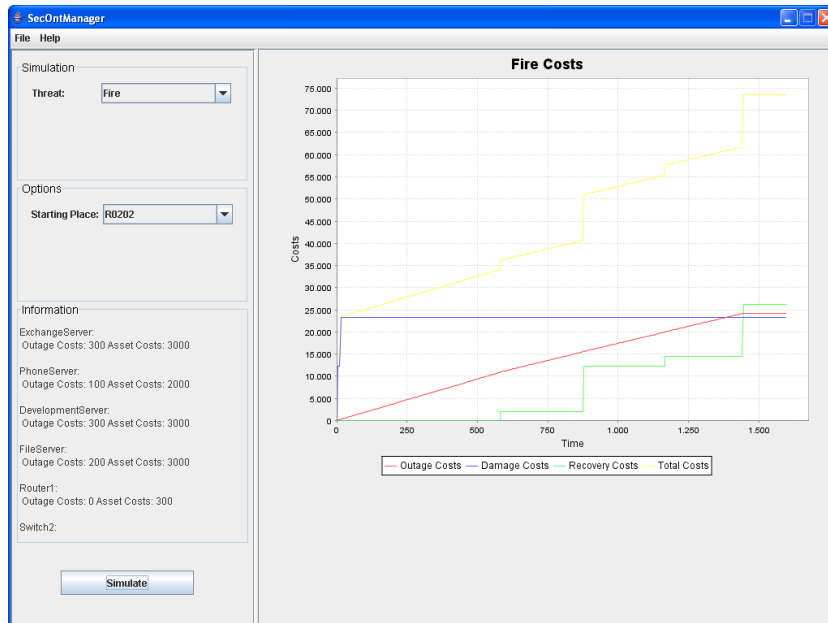 SecOntManager
File Help
Simulation
Threat: Fire
Options
Starting Place: R0202
Information
ExchangeServer:
Outage Costs: 300 Asset Costs: 3000
PhoneServer:
Outage Costs: 100 Asset Costs: 2000
DevelopmentServer:
Outage Costs: 300 Asset Costs: 3000
FileServer:
Outage Costs: 200 Asset Costs: 3000
Router1:
Outage Costs: 0 Asset Costs: 300
Switch2:
Simulate
Fire Costs
75.000
70.000
65.000
60.000
55.000
50.000
45.000
40.000
35.000
30.000
25.000
20.000
15.000
10.000
5.000
0
Costs
0 250 500 750 1.000 1.250 1.500
Time
Outage Costs Damage Costs Recovery Costs Total Costs